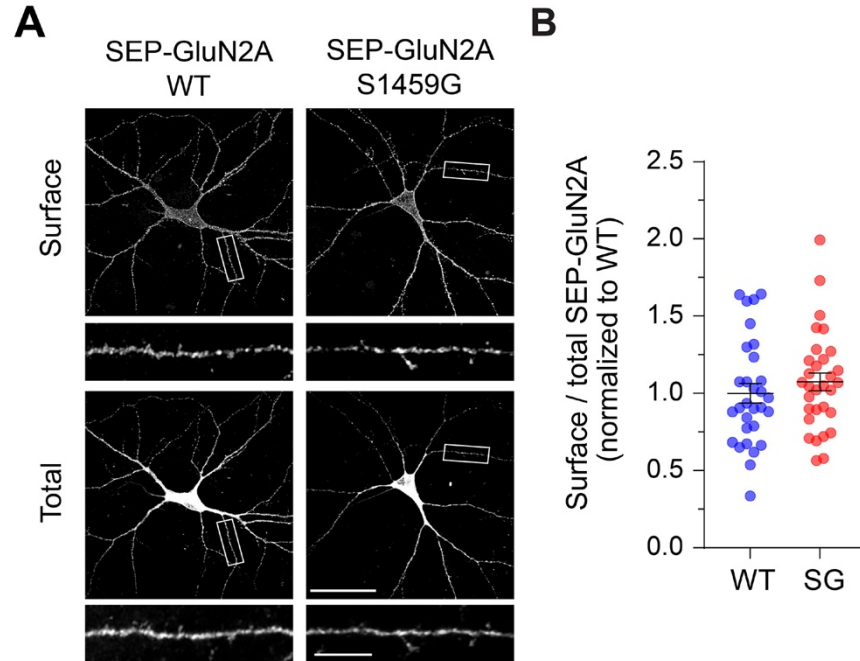 A
SEP-GluN2A
WT
SEP-GluN2A
S1459G
Surface
Total
B
Surface / total SEP-GluN2A
(normalized to WT)
2.5
2.0
1.5
1.0
0.5
0.0
WT
SG